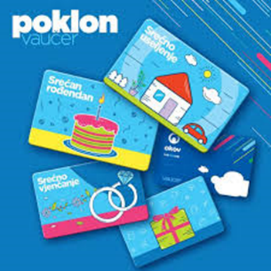 poklon
vaučer
Srećno
useljenje
Srećan
rođendan
okov
Srećno
vjenčanje